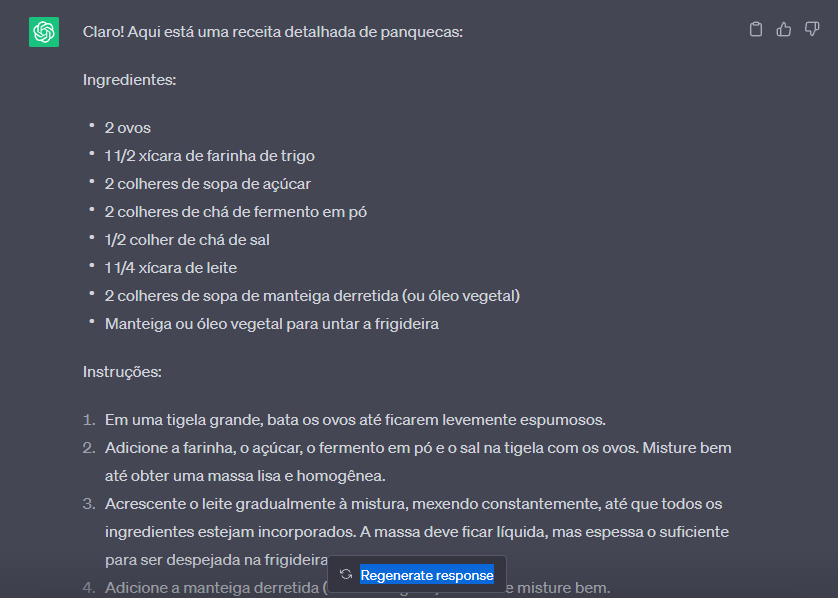 Claro! Aqui está uma receita detalhada de panquecas:
Ingredientes:
• 2 ovos
• 1 1/2 xícara de farinha de trigo
• 2 colheres de sopa de açúcar
• 2 colheres de chá de fermento em pó
• 1/2 colher de chá de sal
• 1 1/4 xícara de leite
• 2 colheres de sopa de manteiga derretida (ou óleo vegetal)
• Manteiga ou óleo vegetal para untar a frigideira
Instruções:
1. Em uma tigela grande, bata os ovos até ficarem levemente espumosos.
2. Adicione a farinha, o açúcar, o fermento em pó e o sal na tigela com os ovos. Misture bem
até obter uma massa lisa e homogênea.
3. Acrescente o leite gradualmente à mistura, mexendo constantemente, até que todos os
ingredientes estejam incorporados. A massa deve ficar líquida, mas espessa o suficiente
para ser despejada na frigideira
4. Adicione a manteiga derretida ( e misture bem.
Regenerate response